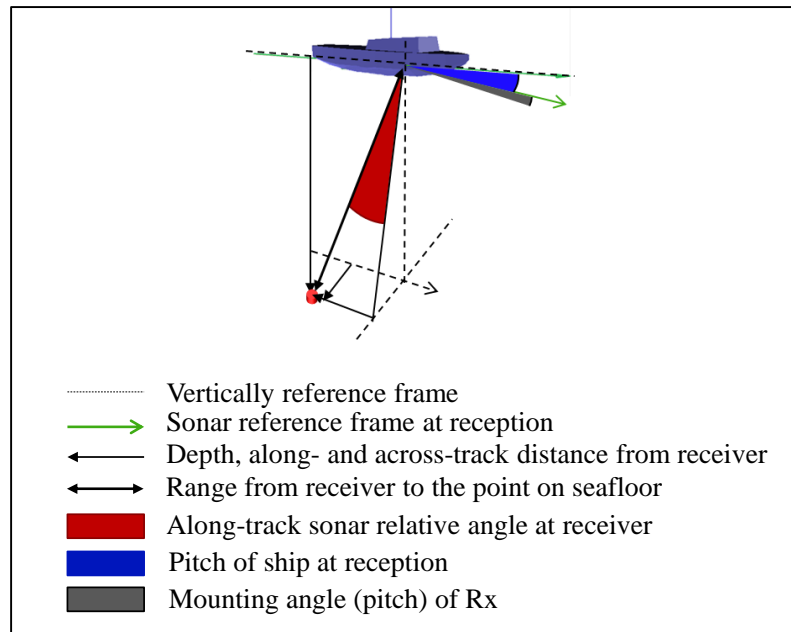 Vertically reference frame
Sonar reference frame at reception
Depth, along- and across-track distance from receiver
Range from receiver to the point on seafloor
Along-track sonar relative angle at receiver
Pitch of ship at reception
Mounting angle (pitch) of Rx